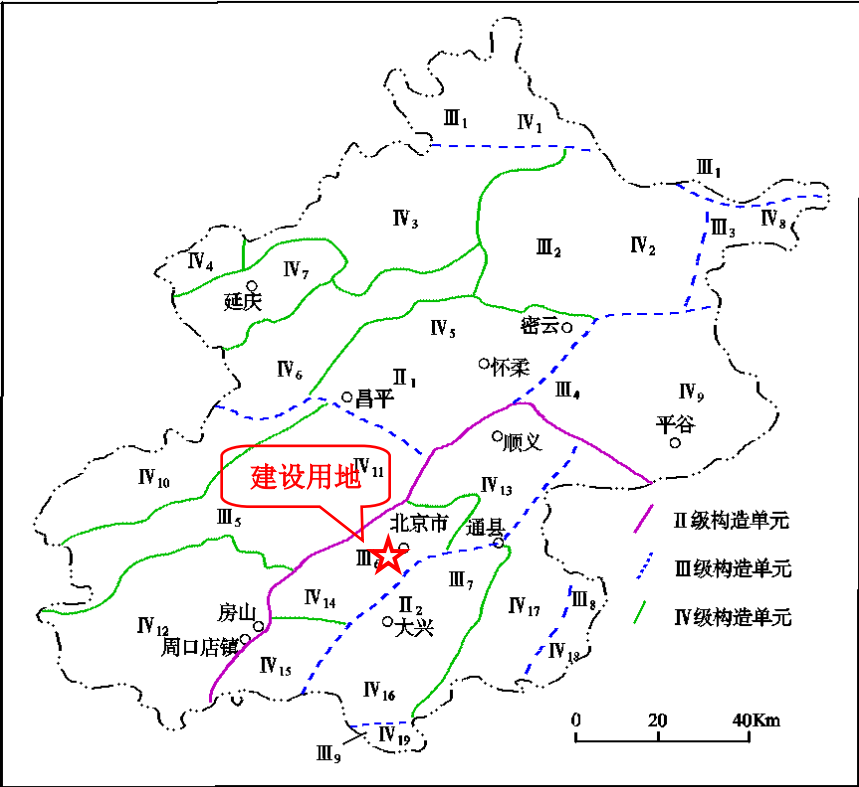 Ⅲ₁
Ⅳ₁
Ⅲ₁
Ⅳ₃
Ⅲ₂
Ⅳ₂
Ⅲ₃
Ⅳ₈
Ⅳ₄
Ⅳ₇
延庆
Ⅳ₅
密云
Ⅳ₆
Ⅱ₁
怀柔
Ⅲ₄
Ⅳ₉
昌平
顺义
平谷
Ⅳ₁₀
建设用地
Ⅳ₁₁
Ⅳ₁₃
Ⅲ₅
北京市
通县
Ⅱ级构造单元
Ⅲ₆
Ⅲ₇
Ⅲ级构造单元
Ⅳ₁₄
Ⅱ₂
Ⅳ₁₇
Ⅲ₈
Ⅳ级构造单元
Ⅳ₁₂
房山
大兴
周口店镇
Ⅳ₁₅
Ⅳ₁₈
Ⅳ₁₆
Ⅳ₁₉
Ⅲ₉
0 20 40Km